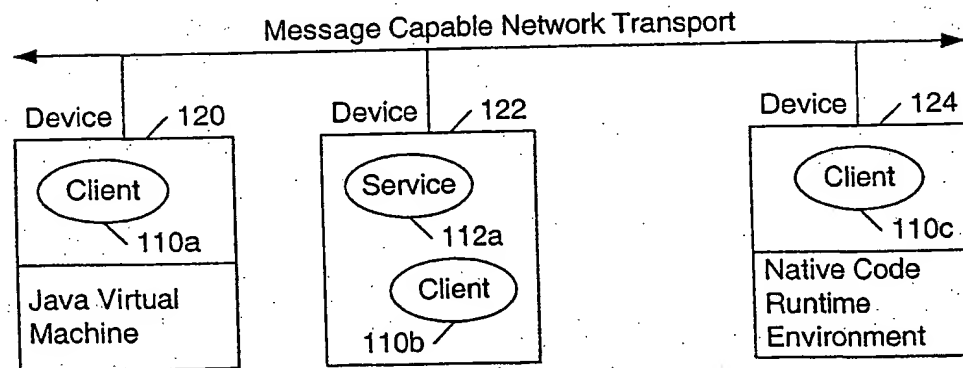 Message Capable Network Transport
Device
120
Client
110a
Java Virtual
Machine
Device
122
Service
112a
Client
110b
Device
124
Client
110c
Native Code
Runtime
Environment